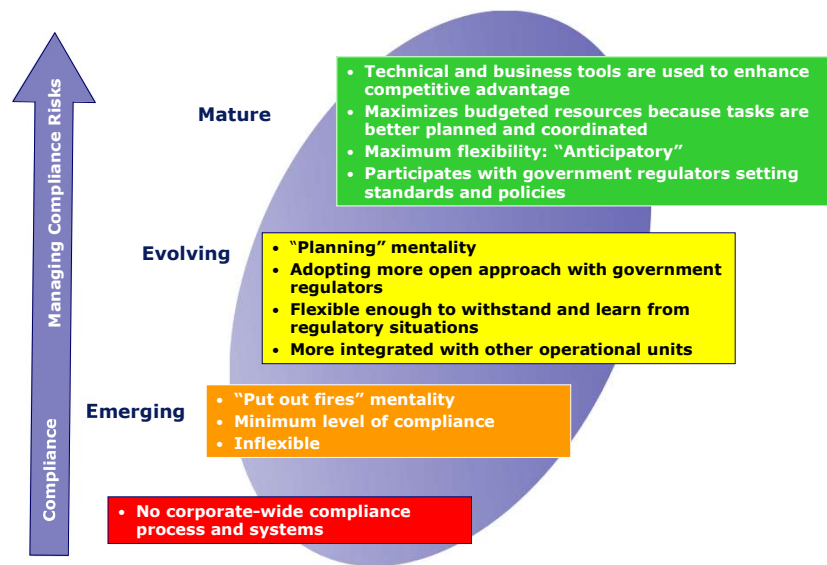 Managing Compliance Risks
Compliance
Mature
• Technical and business tools are used to enhance
competitive advantage
• Maximizes budgeted resources because tasks are
better planned and coordinated
• Maximum flexibility: “Anticipatory”
• Participates with government regulators setting
standards and policies
Evolving
• “Planning” mentality
• Adopting more open approach with government
regulators
• Flexible enough to withstand and learn from
regulatory situations
• More integrated with other operational units
Emerging
• “Put out fires” mentality
• Minimum level of compliance
• Inflexible
• No corporate-wide compliance
process and systems